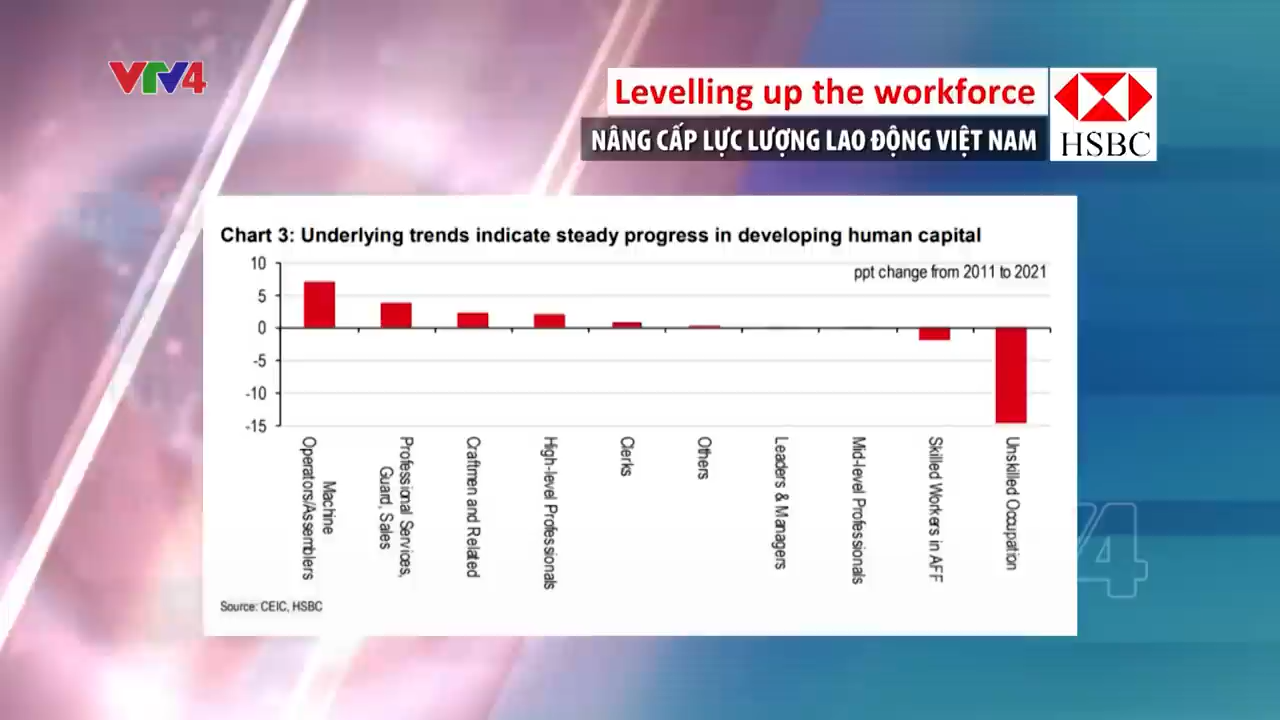 VTV4
Levelling up the workforce
NÂNG CẤP LỰC LƯỢNG LAO ĐỘNG VIỆT NAM
HSBC
Chart 3: Underlying trends indicate steady progress in developing human capital
ppt change from 2011 to 2021
10
5
0
-5
-10
-15
Machine
Operators/Assemblers
Professional Services,
Guard, Sales
Craftmen and Related
High-level Professionals
Clerks
Others
Leaders & Managers
Mid-level Professionals
Skilled Workers in AFF
Unskilled Occupation
Source: CEIC, HSBC
V4